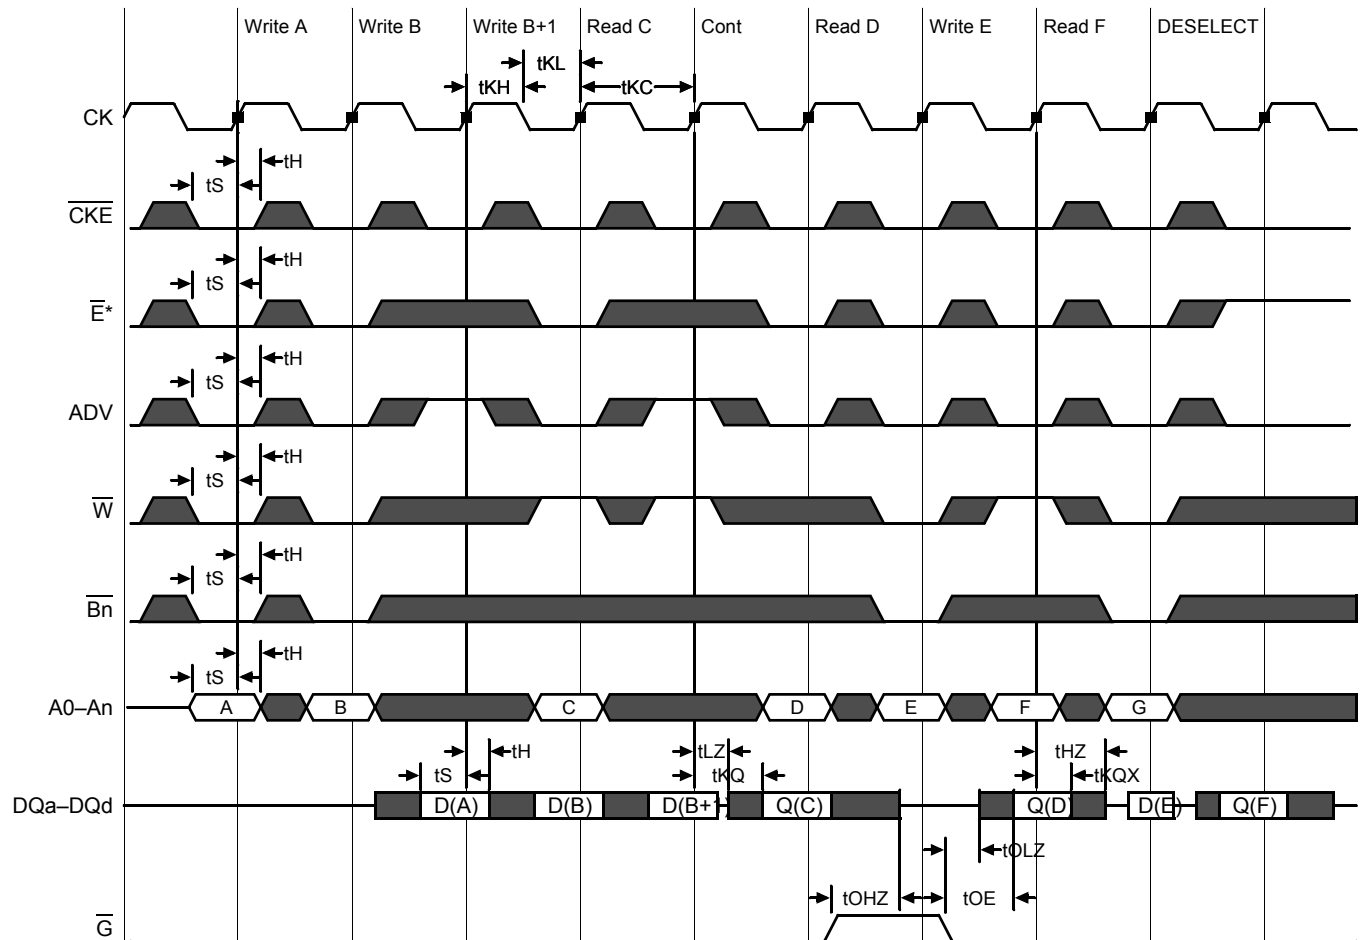 Write A Write B Write B+1 Read C Cont Read D Write E Read F DESELECT
tKL
tKH tKC
CK
tH
tS
CKE
tH
tS
E*
tH
tS
ADV
tH
tS
W
tH
tS
Bn
tH
tS
A0–An A B C D E F G
tH tLZ tHZ
tS tKQ tKQX
DQa–DQd D(A) D(B) D(B+1) Q(C) Q(D) D(E) Q(F)
tOLZ
tOHZ tOE
G